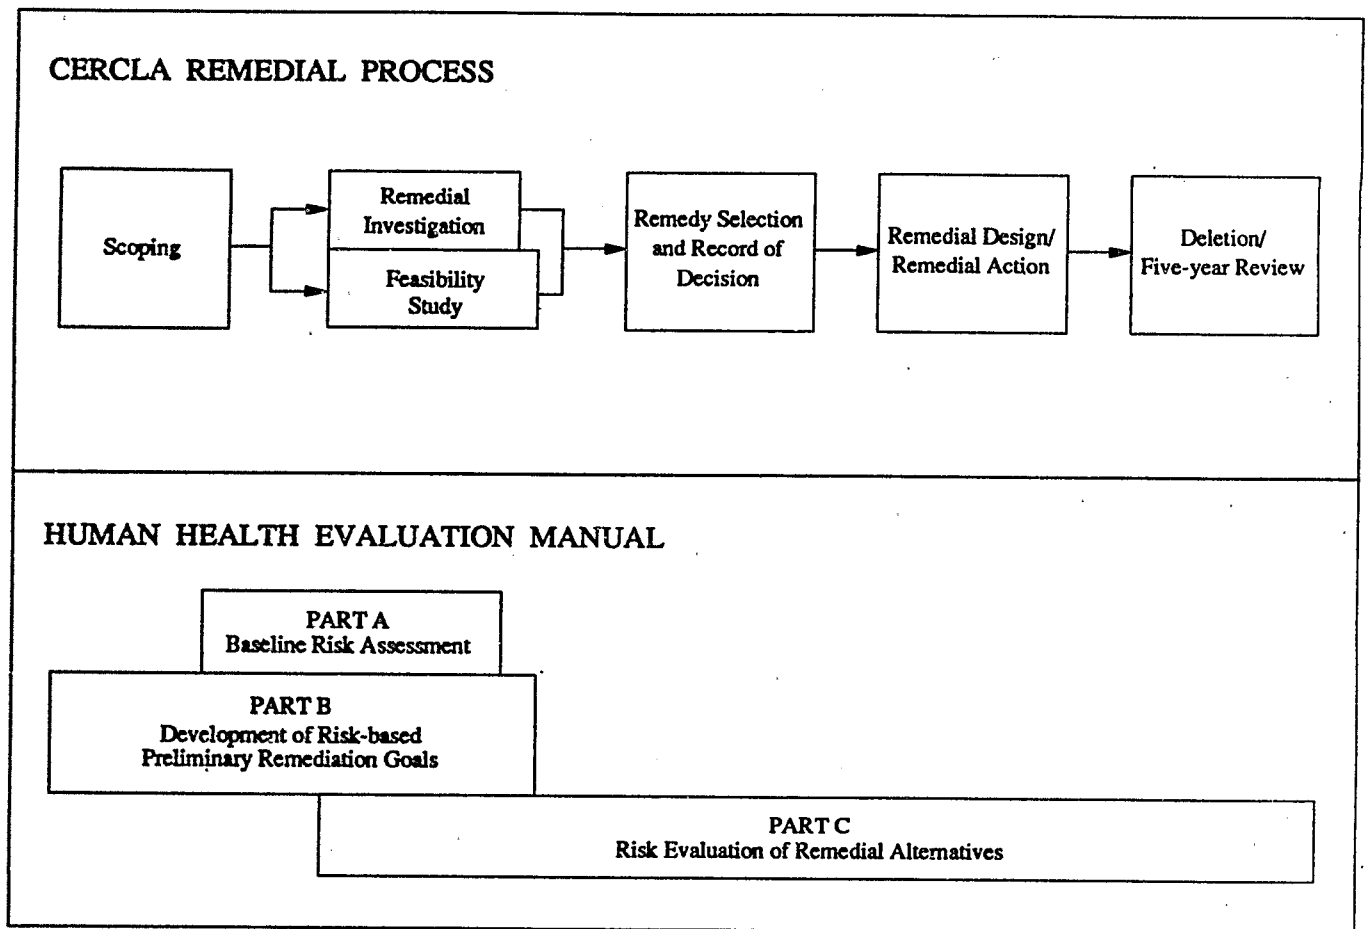 CERCLA REMEDIAL PROCESS
Scoping
Remedial
Investigation
Feasibility
Study
Remedy Selection
and Record of
Decision
Remedial Design/
Remedial Action
Deletion/
Five-year Review
HUMAN HEALTH EVALUATION MANUAL
PART A
Baseline Risk Assessment
PART B
Development of Risk-based
Preliminary Remediation Goals
PART C
Risk Evaluation of Remedial Alternatives